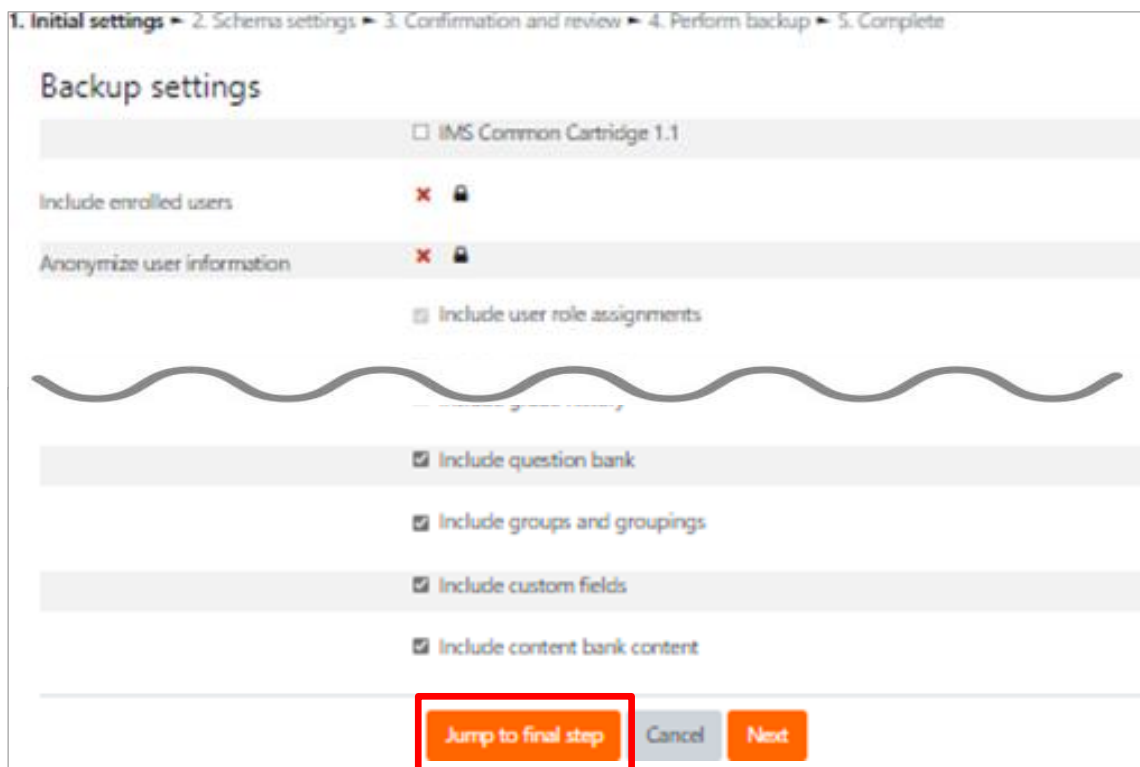 1. Initial settings ► 2. Schema settings ► 3. Confirmation and review ► 4. Perform backup ► 5. Complete
Backup settings
IMS Common Cartridge 1.1
Include enrolled users
Anonymize user information
Include user role assignments
Include question bank
Include groups and groupings
Include custom fields
Include content bank content
Jump to final step Cancel Next